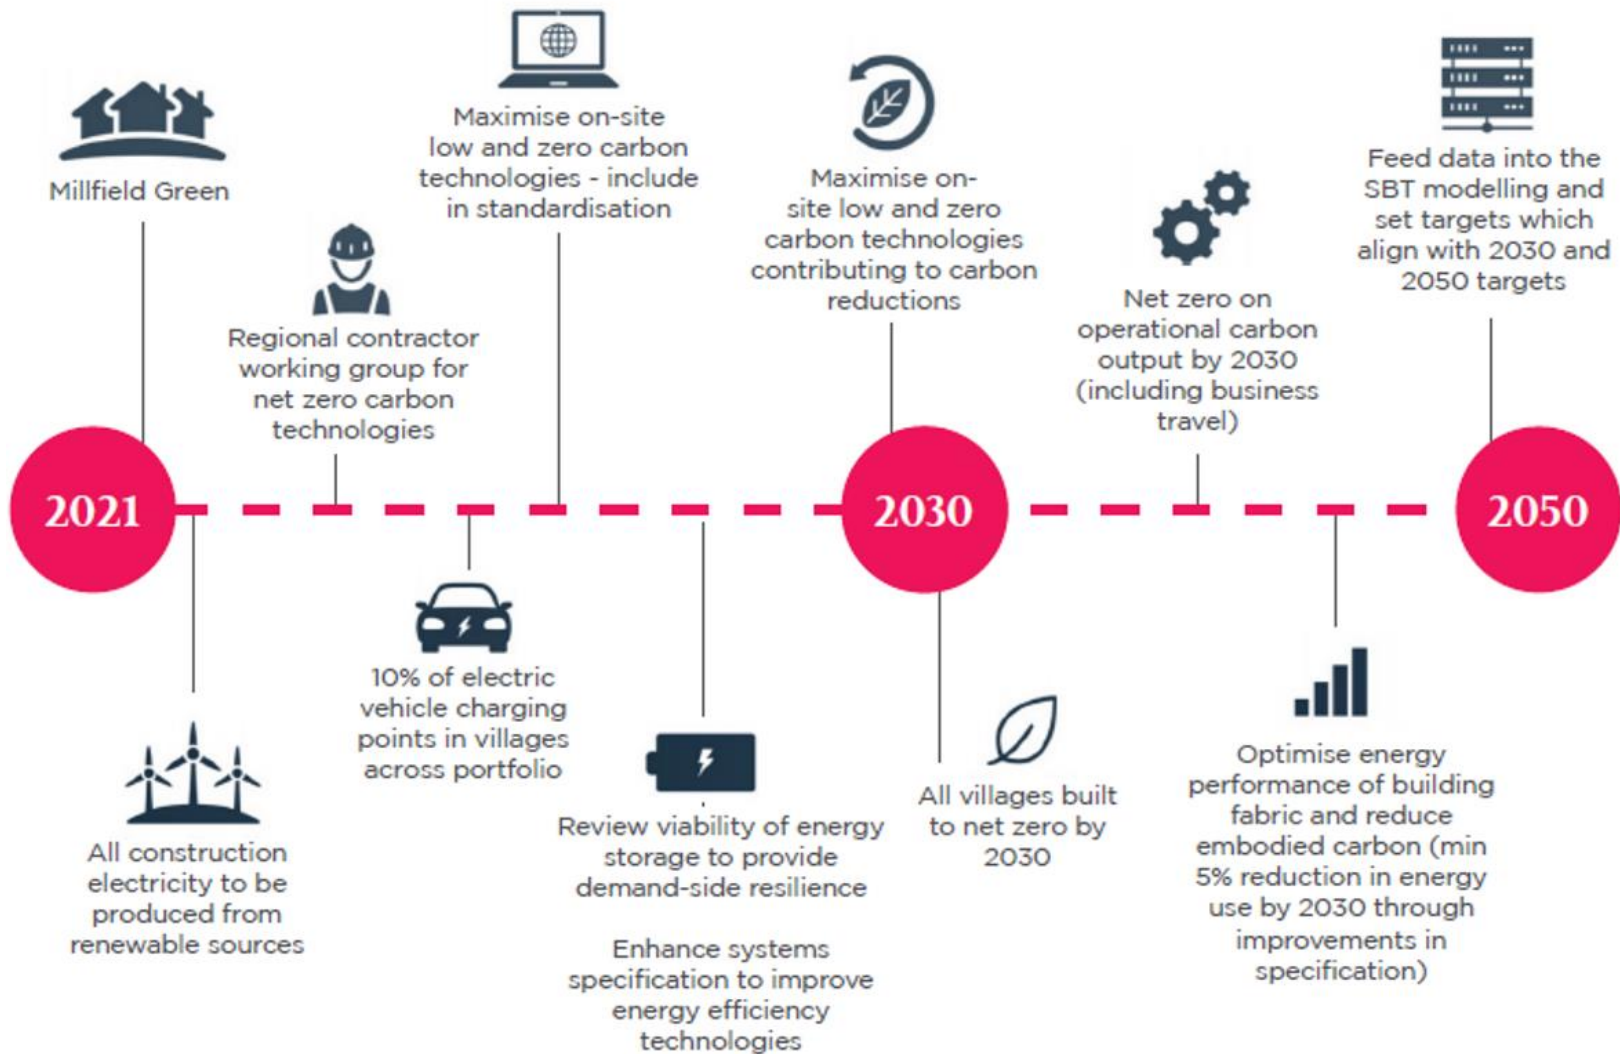 Millfield Green
Regional contractor
working group for
net zero carbon
technologies
Maximise on-site
low and zero carbon
technologies - include
in standardisation
Maximise on-
site low and zero
carbon technologies
contributing to carbon
reductions
Net zero on
operational carbon
output by 2030
(including business
travel)
Feed data into the
SBT modelling and
set targets which
align with 2030 and
2050 targets
2021
2030
2050
All construction
electricity to be
produced from
renewable sources
10% of electric
vehicle charging
points in villages
across portfolio
Review viability of energy
storage to provide
demand-side resilience
Enhance systems
specification to improve
energy efficiency
technologies
All villages built
to net zero by
2030
Optimise energy
performance of building
fabric and reduce
embodied carbon (min
5% reduction in energy
use by 2030 through
improvements in
specification)